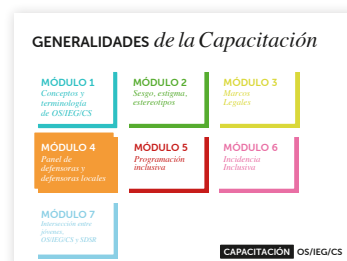 GENERALIDADES de la Capacitación
MÓDULO 1
Conceptos y
terminología
de OS/IEG/CS
MÓDULO 2
Sesgo, estigma,
estereotipos
MÓDULO 3
Marcos
Legales
MÓDULO 4
Panel de
defensoras y
defensores locales
MÓDULO 5
Programación
inclusiva
MÓDULO 6
Incidencia
Inclusiva
MÓDULO 7
Intersección entre
jóvenes,
OS/IEG/CS y SDSR
CAPACITACIÓN OS/IEG/CS